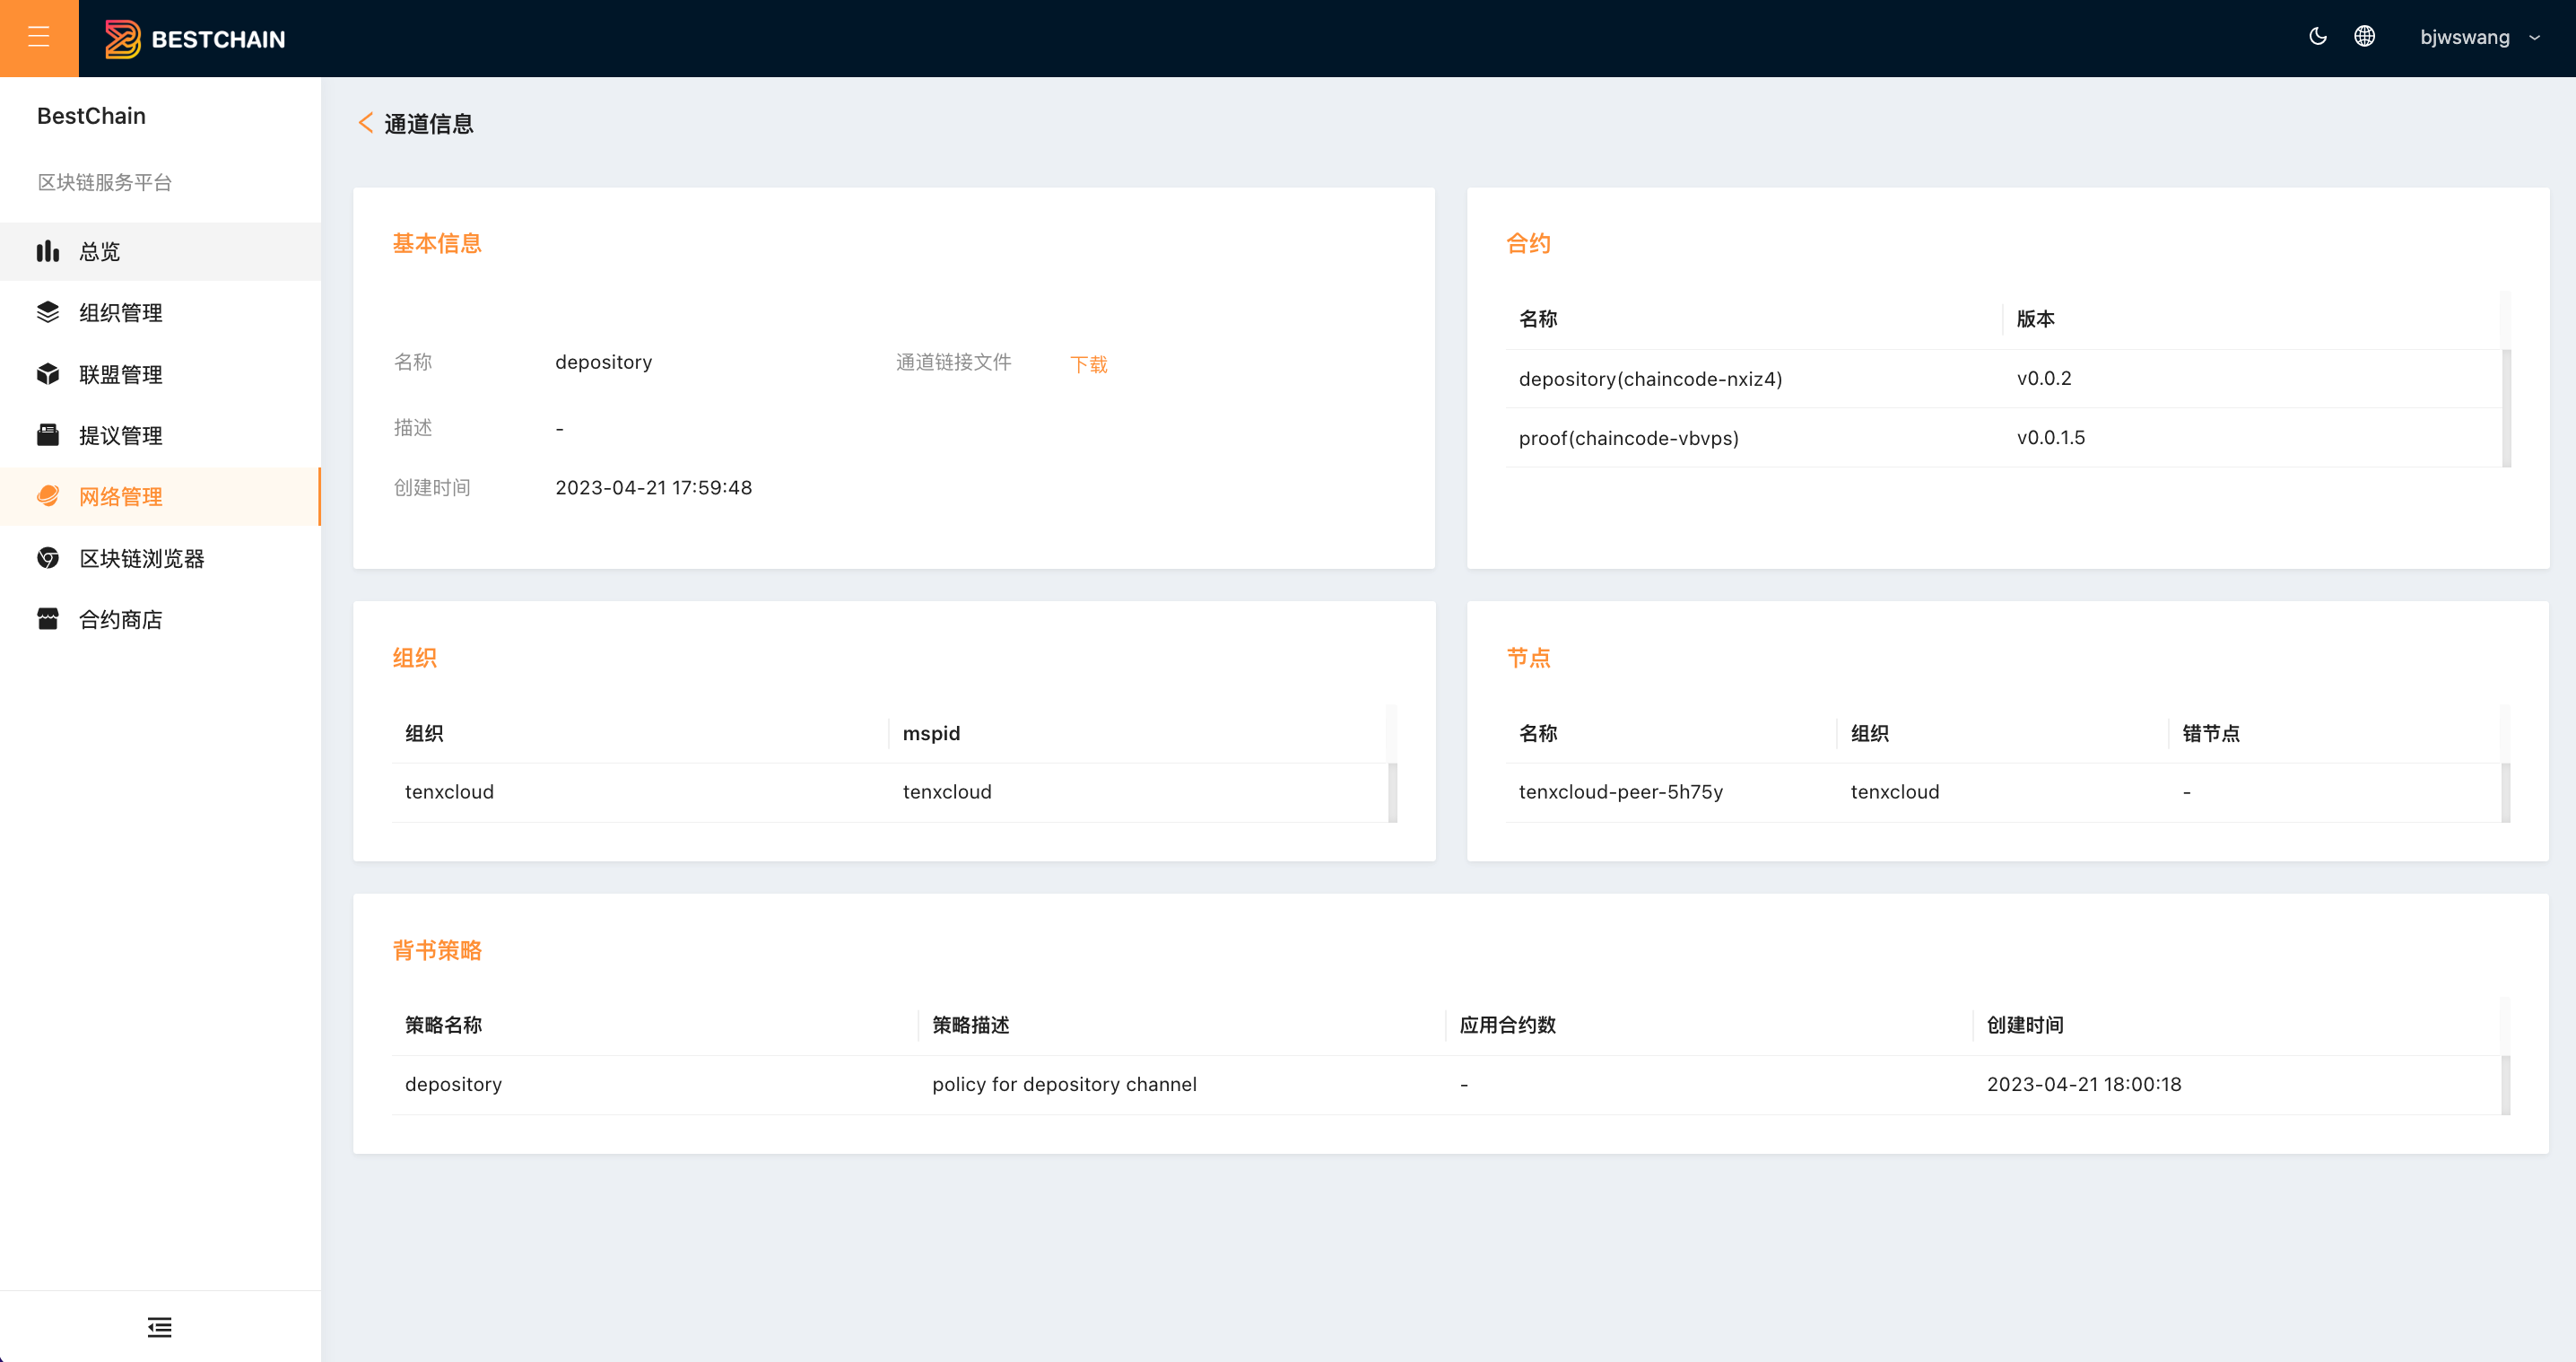 BESTCHAIN
bjwswang
BestChain
区块链服务平台
总览
组织管理
联盟管理
提议管理
网络管理
区块链浏览器
合约商店
通道信息
基本信息
名称 depository 通道链接文件 下载
描述 -
创建时间 2023-04-21 17:59:48
合约
名称 版本
depository(chaincode-nxiz4) v0.0.2
proof(chaincode-vbvps) v0.0.1.5
组织
组织 mspid
tenxcloud tenxcloud
节点
名称 组织 错节点
tenxcloud-peer-5h75y tenxcloud -
背书策略
策略名称 策略描述 应用合约数 创建时间
depository policy for depository channel - 2023-04-21 18:00:18